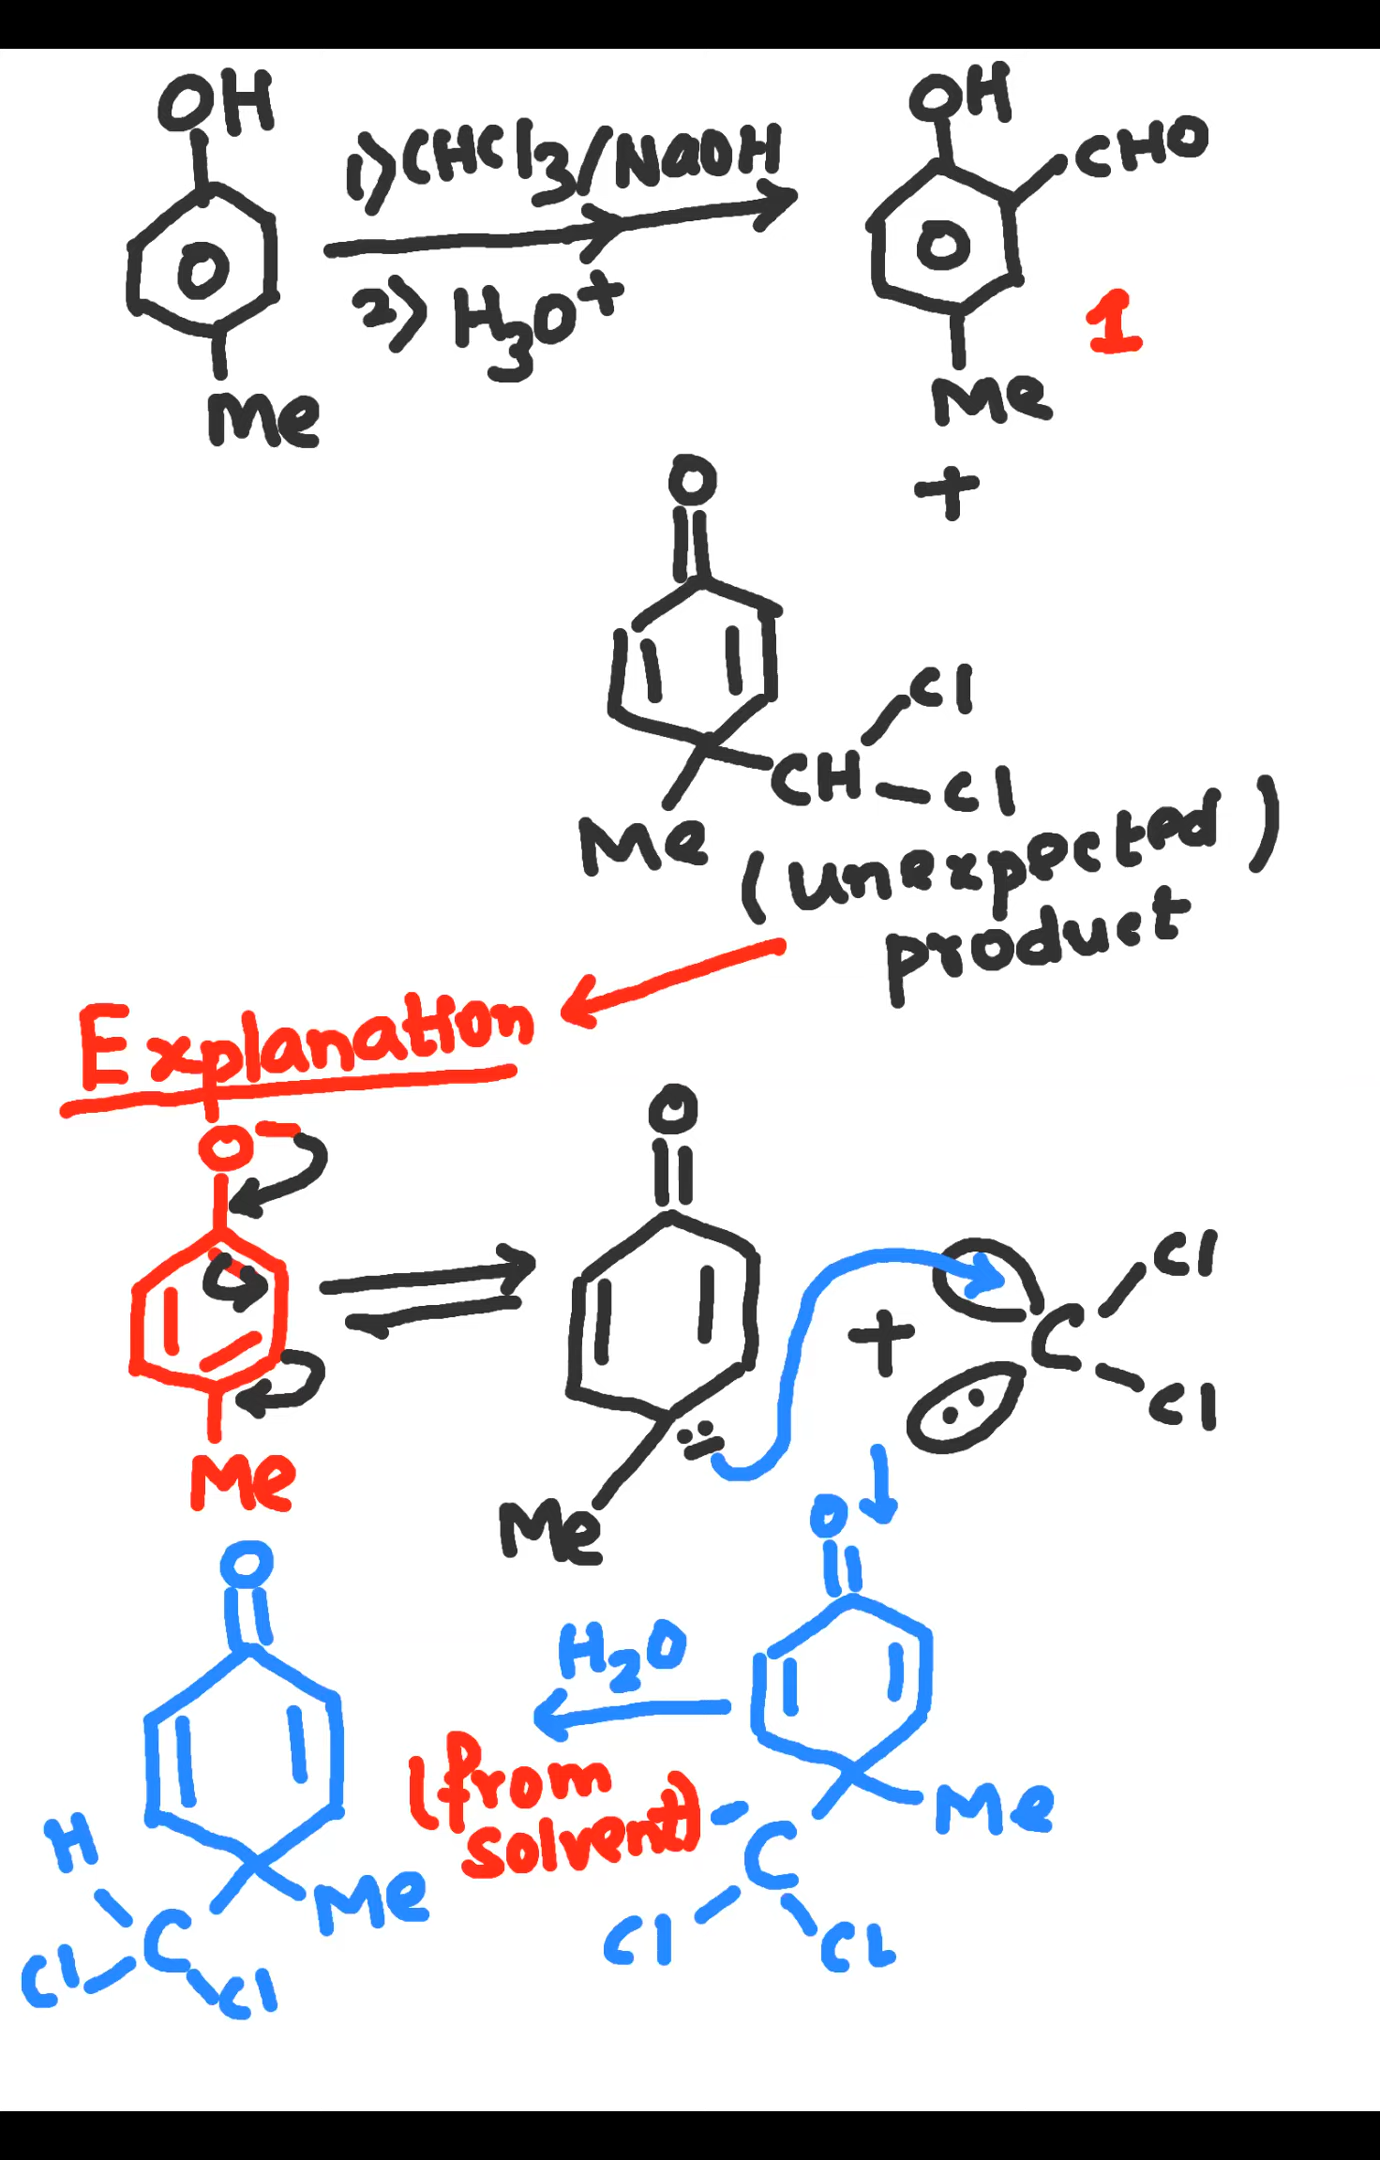 OH
1) CHCl3/NaOH
2) H3O+
Me
OH
CHO
1
Me
+
O
Cl
CH-Cl
Me
(unexpected)
product
Explanation
O-
Me
O
Me
+
Cl
C
Cl
O
Me
-
C
Cl
Cl
H2O
(from
solvent)
O
H
Me
C
Cl
Cl